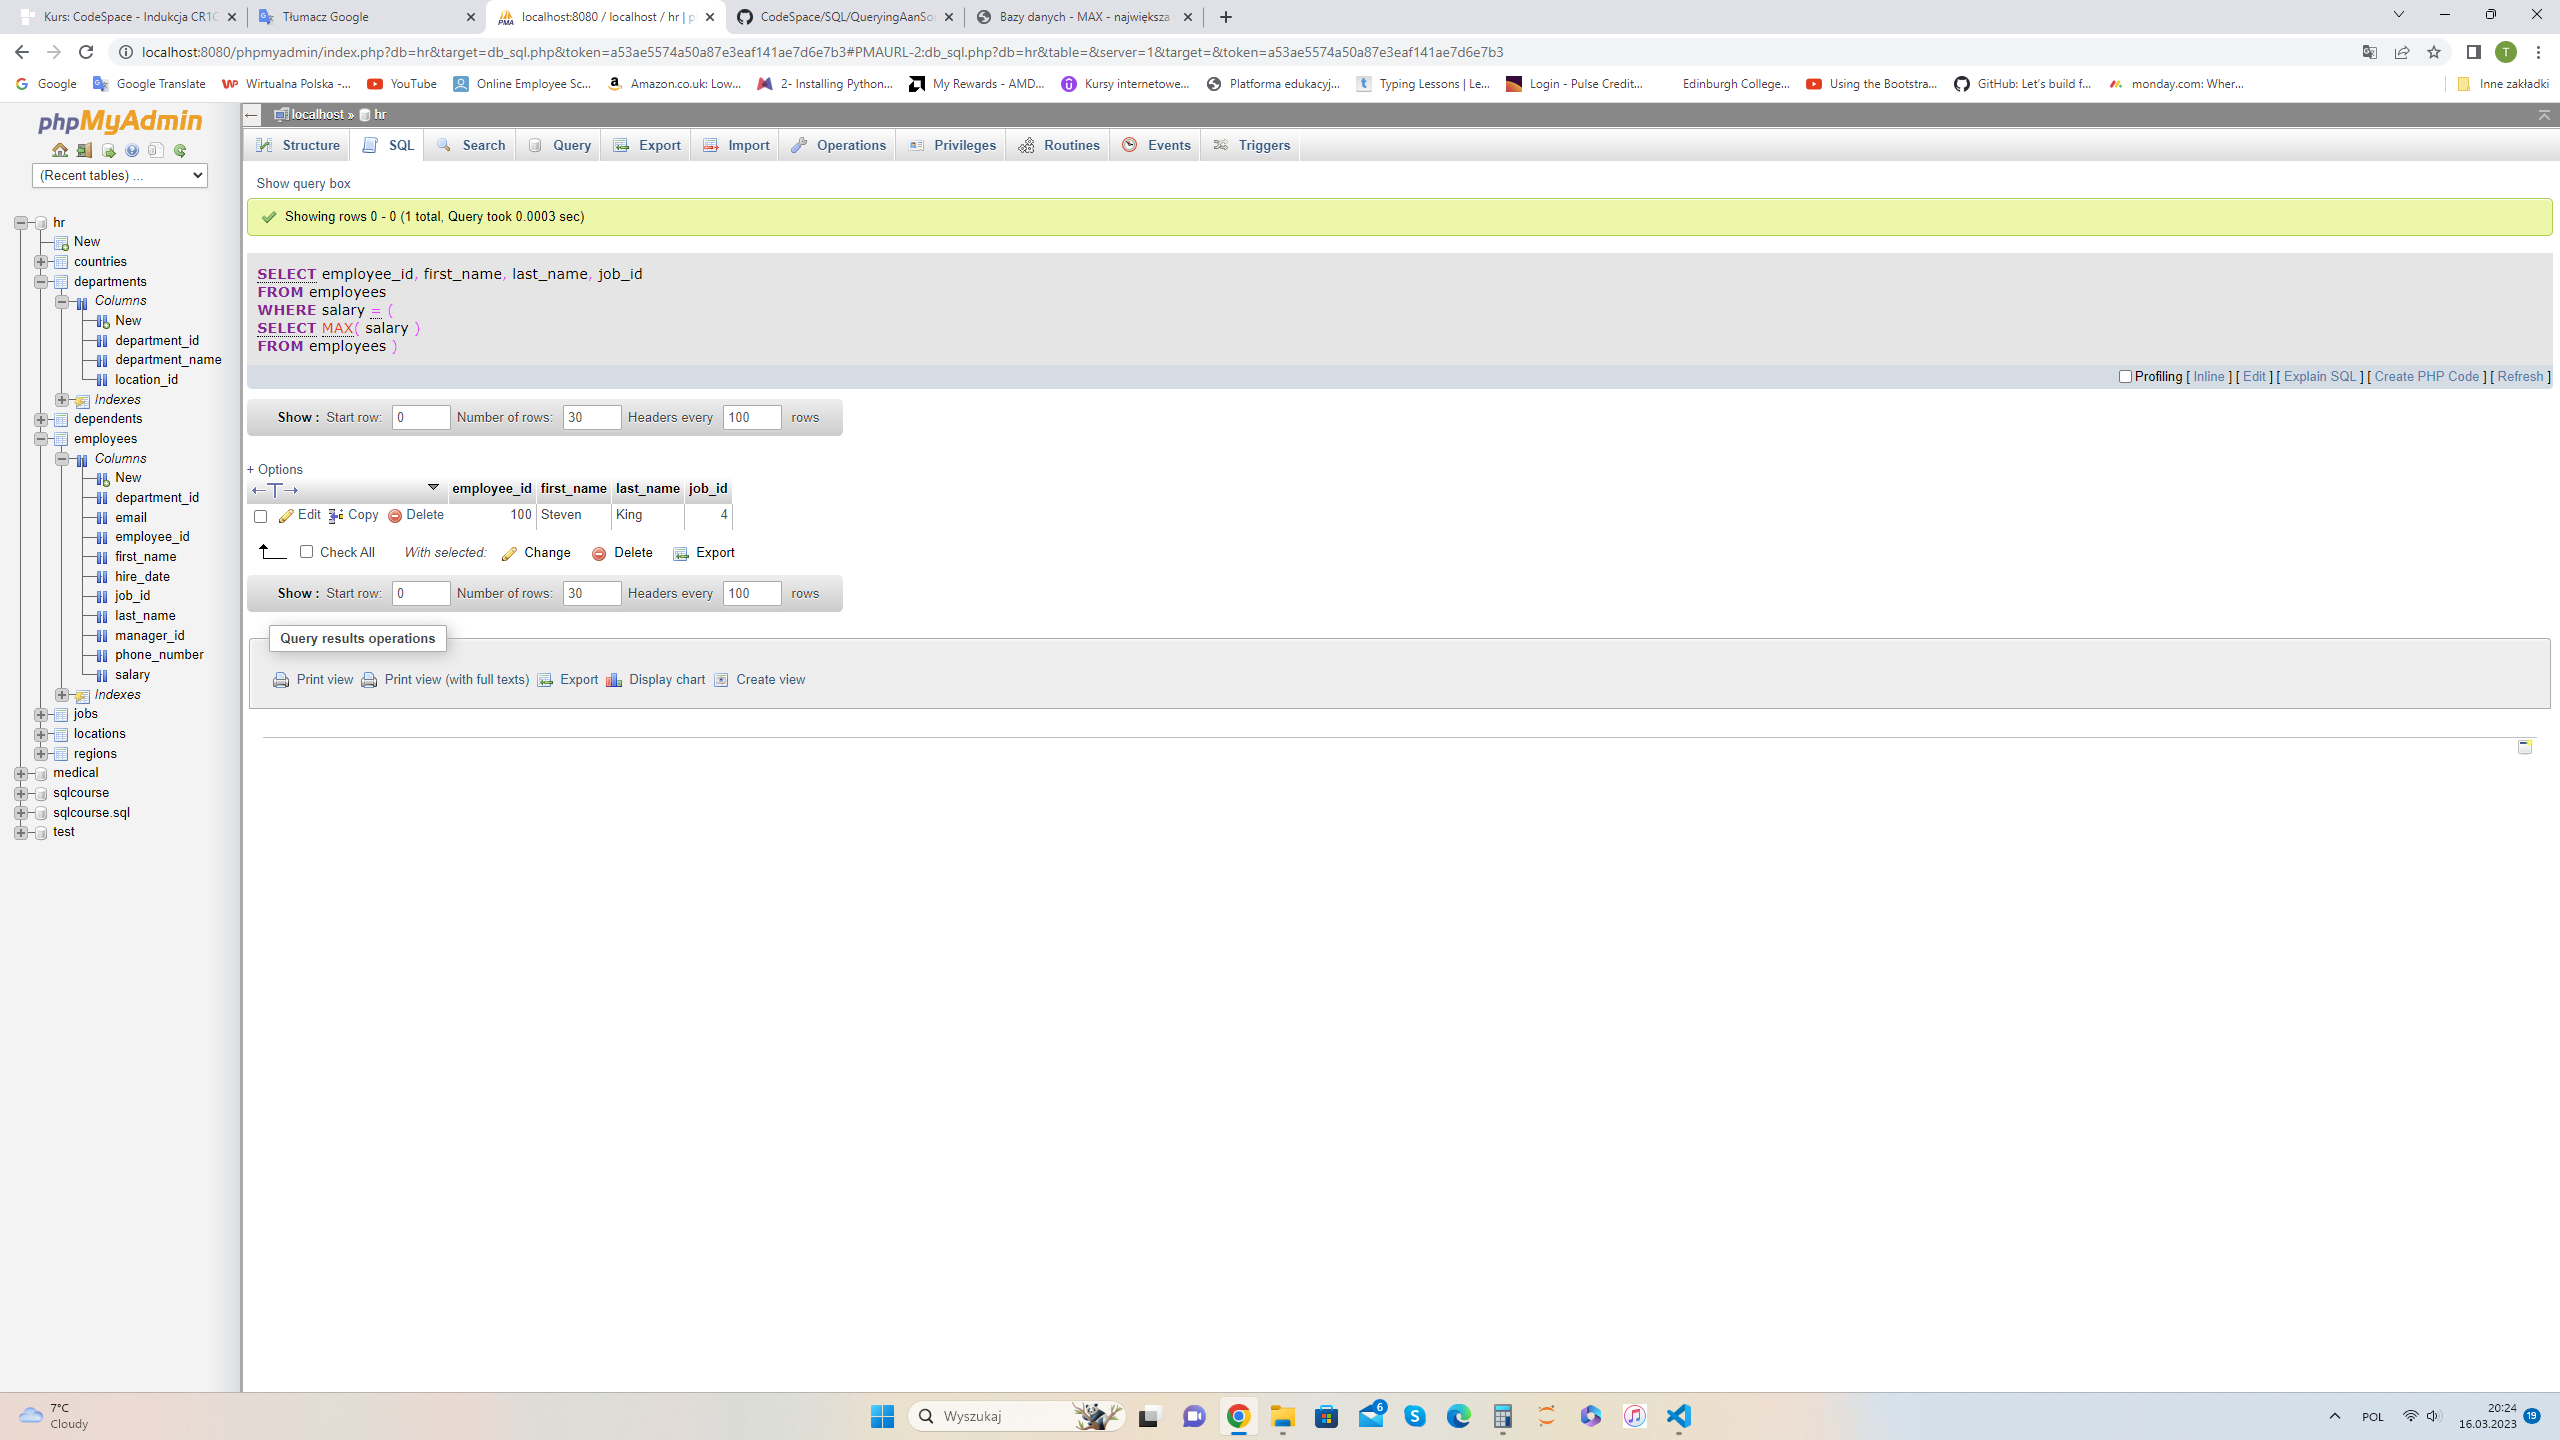 Kurs: CodeSpace - Indukcja CR1C
Tłumacz Google
localhost:8080 / localhost / hr | p
CodeSpace/SQL/QueryingAanSo
Bazy danych - MAX - największa
localhost:8080/phpmyadmin/index.php?db=hr&target=db_sql.php&token=a53ae5574a50a87e3eaf141ae7d6e7b3#PMAURL-2:db_sql.php?db=hr&table=&server=1&target=&token=a53ae5574a50a87e3eaf141ae7d6e7b3
T
Google
Google Translate
Wirtualna Polska -...
YouTube
Online Employee Sc...
Amazon.co.uk: Low...
2- Installing Python...
My Rewards - AMD...
Kursy internetowe...
Platforma edukacyj...
Typing Lessons | Le...
Login - Pulse Credit...
Edinburgh College...
Using the Bootstra...
GitHub: Let's build f...
monday.com: Wher...
Inne zakładki
phpMyAdmin
(Recent tables) ...
hr
New
countries
departments
Columns
New
department_id
department_name
location_id
Indexes
dependents
employees
Columns
New
department_id
email
employee_id
first_name
hire_date
job_id
last_name
manager_id
phone_number
salary
Indexes
jobs
locations
regions
medical
sqlcourse
sqlcourse.sql
test
localhost » hr
Structure
SQL
Search
Query
Export
Import
Operations
Privileges
Routines
Events
Triggers
Show query box
Showing rows 0 - 0 (1 total, Query took 0.0003 sec)
SELECT employee_id, first_name, last_name, job_id
FROM employees
WHERE salary = (
SELECT MAX( salary )
FROM employees )
Profiling [ Inline ] [ Edit ] [ Explain SQL ] [ Create PHP Code ] [ Refresh ]
Show : Start row: 0 Number of rows: 30 Headers every 100 rows
+ Options
employee_id first_name last_name job_id
Edit Copy Delete 100 Steven King 4
Check All With selected: Change Delete Export
Show : Start row: 0 Number of rows: 30 Headers every 100 rows
Query results operations
Print view Print view (with full texts) Export Display chart Create view
7°C
Cloudy
Wyszukaj
6
POL
20:24
16.03.2023
19